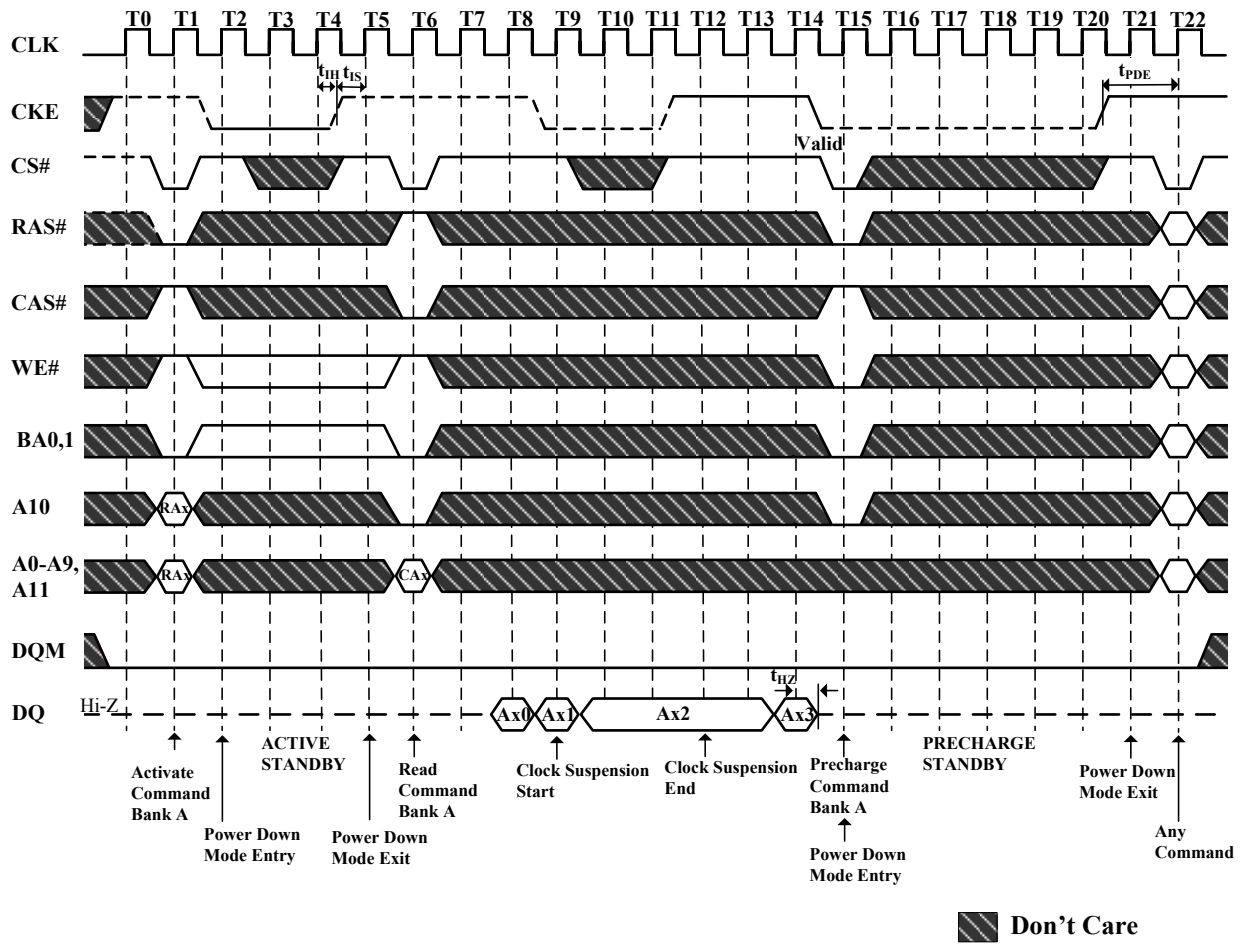 T0 T1 T2 T3 T4 T5 T6 T7 T8 T9 T10 T11 T12 T13 T14 T15 T16 T17 T18 T19 T20 T21 T22
CLK
tIH tIS
tPDE
CKE
Valid
CS#
RAS#
CAS#
WE#
BA0,1
A10
RAx
A0-A9,
A11
RAx
CAx
DQM
tHZ
DQ
Hi-Z
Ax0
Ax1
Ax2
Ax3
Activate
Command
Bank A
Power Down
Mode Entry
ACTIVE
STANDBY
Power Down
Mode Exit
Read
Command
Bank A
Clock Suspension
Start
Clock Suspension
End
Precharge
Command
Bank A
Power Down
Mode Entry
PRECHARGE
STANDBY
Power Down
Mode Exit
Any
Command
Don't Care